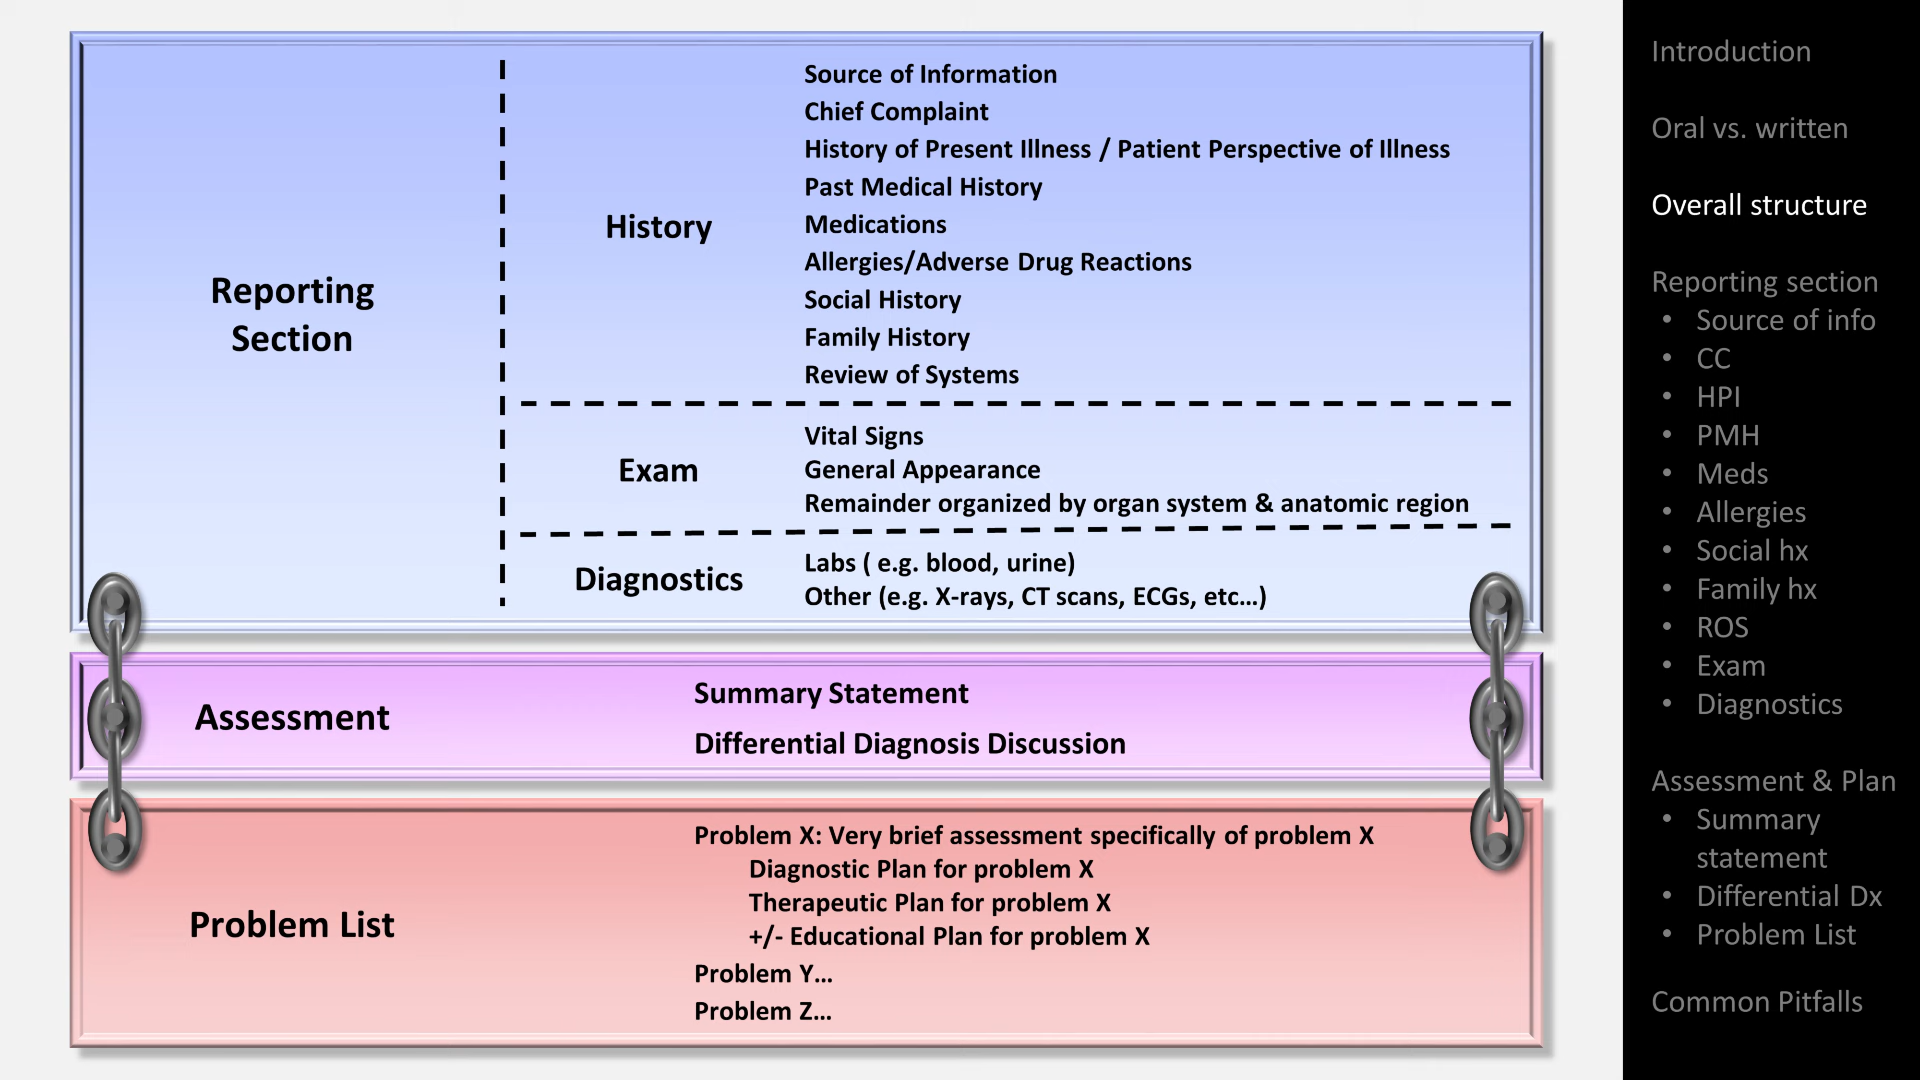 Reporting
Section
History
Source of Information
Chief Complaint
History of Present Illness / Patient Perspective of Illness
Past Medical History
Medications
Allergies/Adverse Drug Reactions
Social History
Family History
Review of Systems
Exam
Vital Signs
General Appearance
Remainder organized by organ system & anatomic region
Diagnostics
Labs ( e.g. blood, urine)
Other (e.g. X-rays, CT scans, ECGs, etc…)
Assessment
Summary Statement
Differential Diagnosis Discussion
Problem List
Problem X: Very brief assessment specifically of problem X
Diagnostic Plan for problem X
Therapeutic Plan for problem X
+/- Educational Plan for problem X
Problem Y…
Problem Z…
Introduction
Oral vs. written
Overall structure
Reporting section
• Source of info
• CC
• HPI
• PMH
• Meds
• Allergies
• Social hx
• Family hx
• ROS
• Exam
• Diagnostics
Assessment & Plan
• Summary
statement
• Differential Dx
• Problem List
Common Pitfalls